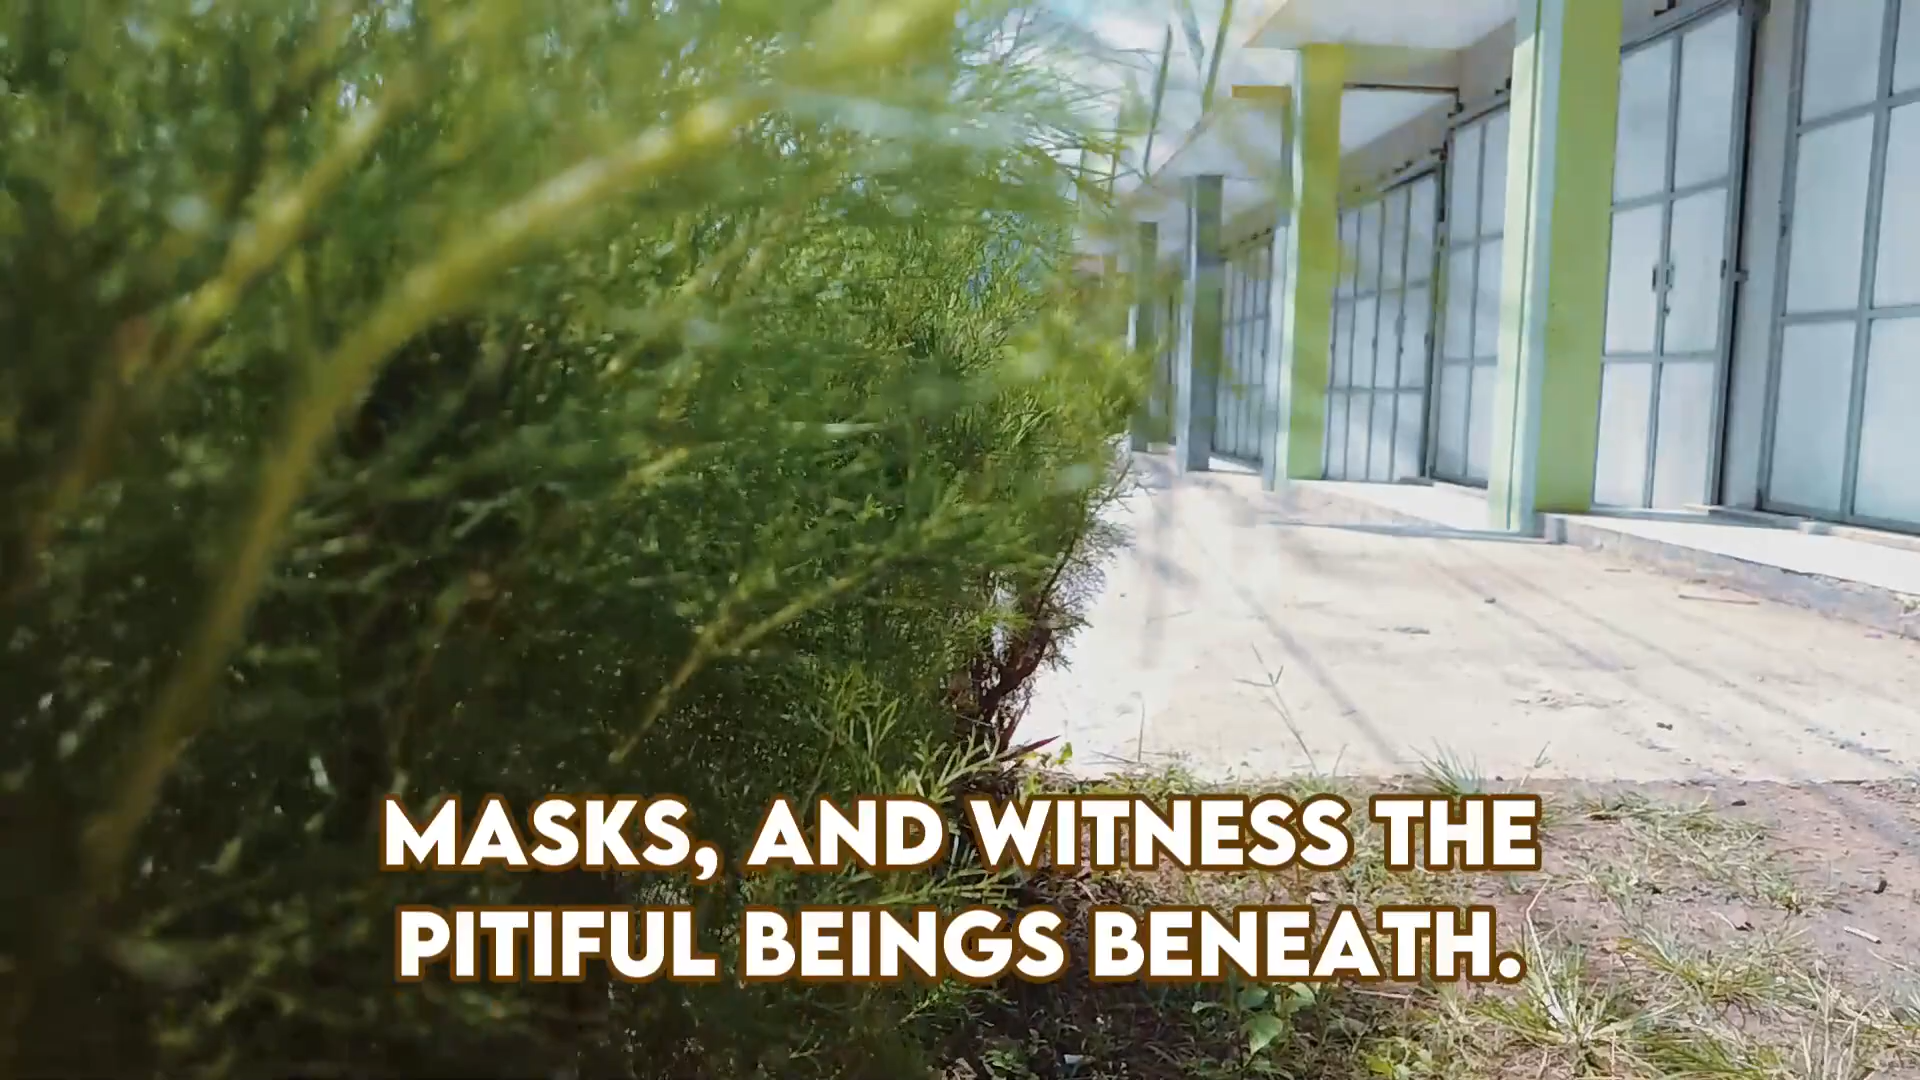 MASKS, AND WITNESS THE
PITIFUL BEINGS BENEATH.